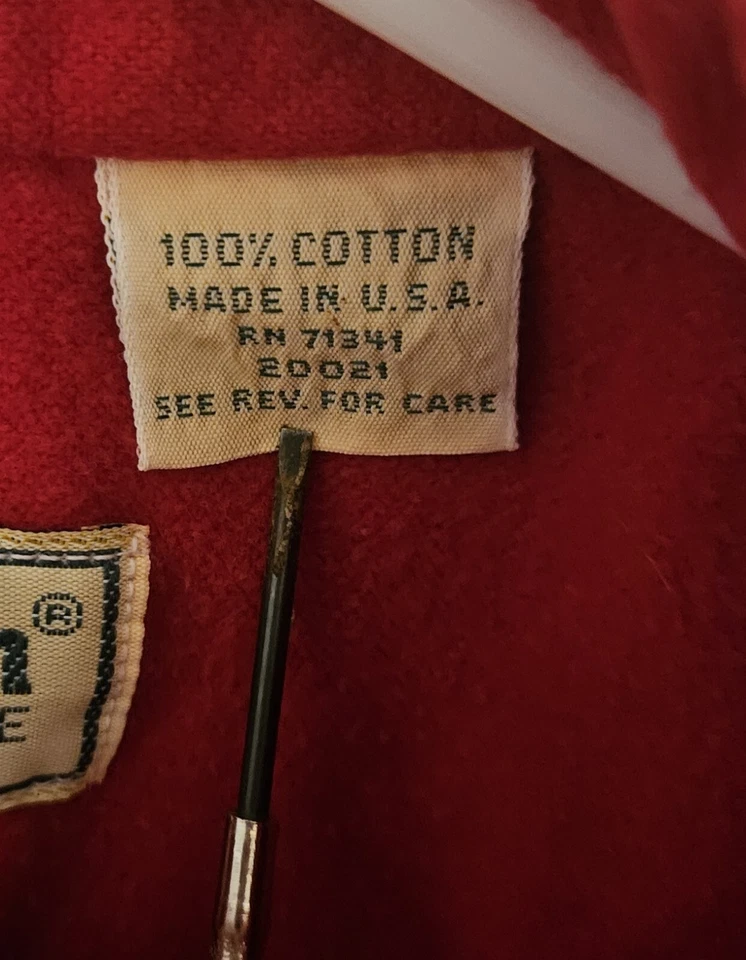 100% COTTON
MADE IN U.S.A.
RN 71341
20021
SEE REV. FOR CARE
n®
E